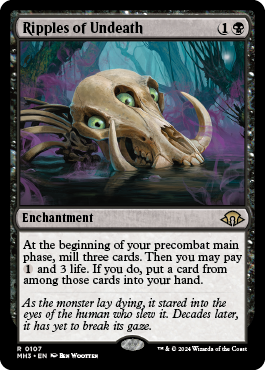 Ripples of Undeath 1
Enchantment
At the beginning of your precombat main
phase, mill three cards. Then you may pay
1 and 3 life. If you do, put a card from
among those cards into your hand.
As the monster lay dying, it stared into the
eyes of the human who slew it. Decades later,
it has yet to break its gaze.
R 0107
MH3 • EN Ben Wootten
™ & © 2024 Wizards of the Coast